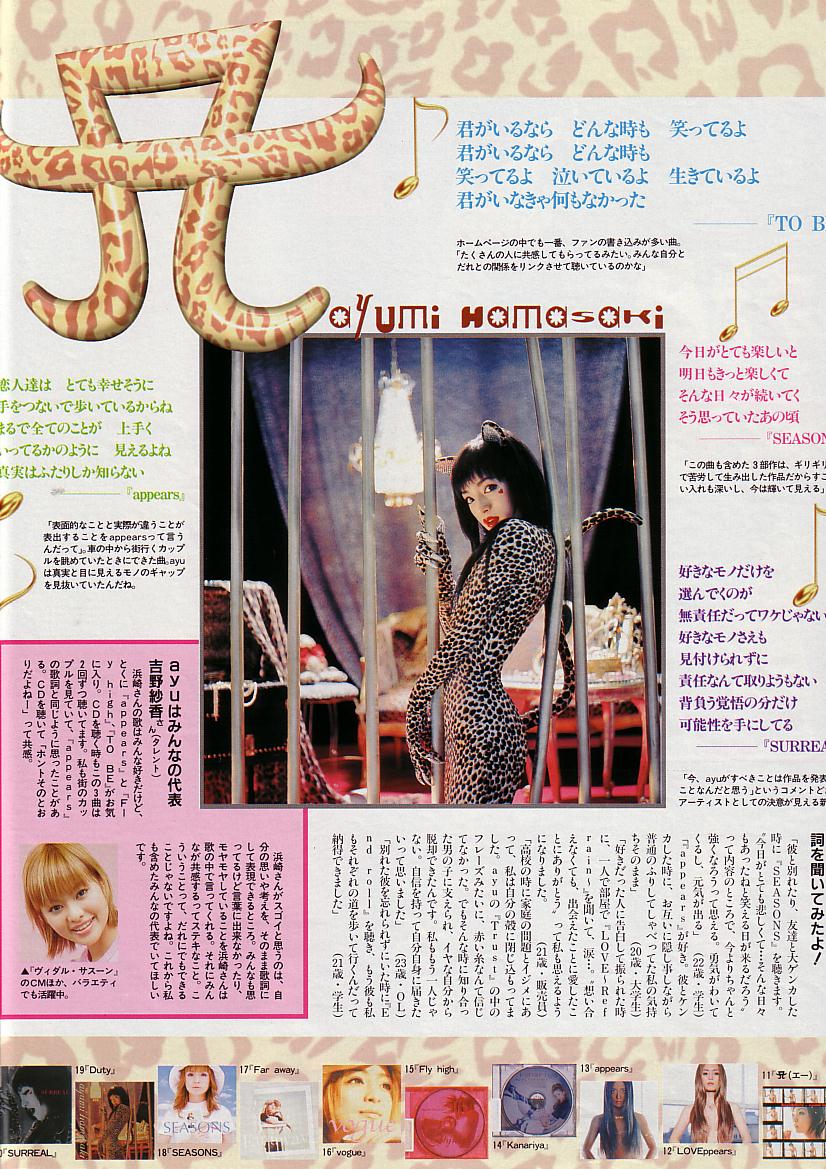 君がいるなら　どんな時も　笑ってるよ
君がいるなら　どんな時も
笑ってるよ　泣いているよ　生きているよ
君がいなきゃ何もなかった
『TO B
ホームページの中でも一番、ファンの書き込みが多い曲。
「たくさんの人に共感してもらってるみたい。みんな自分と
だれとの関係をリンクさせて聴いているのかな」
ayumi hamasaki
今日がとても楽しいと
明日もきっと楽しくて
そんな日々が続いてく
そう思っていたあの頃
『SEASON
「この曲も含めた3部作は、ギリギリ
で苦労して生み出した作品だからすご
い入れも深いし、今は輝いて見える」
恋人達は　とても幸せそうに
手をつないで歩いているからね
まるで全てのことが　上手く
いってるかのように　見えるよね
真実はふたりしか知らない
『appears』
「表面的なことと実際が違うことが
表出することをappearsって言う
んだって」。車の中から街行くカップ
ルを眺めていたときにできた曲。ayu
は真実と目に見えるモノのギャップ
を見抜いていたんだね。
好きなモノだけを
選んでくのが
無責任だってワケじゃない
好きなモノさえも
見付けられずに
責任なんて取りようもない
背負う覚悟の分だけ
可能性を手にしてる
『SURREA
「今、ayuがすべきことは作品を発表
ことなんだと思う」というコメントど
アーティストとしての決意が見える新
ayuはみんなの代表
吉野紗香さん（タレント）
浜崎さんの歌はみんな好きだけど、
とくに『appears』と『Fl
y high』、『TO BE』がお気
に入り。CDを聴く時もこの3曲は
2回ずつ聴いてます。私も街のカッ
プルを見ていて、『appears』
の歌詞と同じように思ったことがあ
る。CDを聴いて「ホントそのとお
りだよねー」って共感。
浜崎さんがスゴイと思うのは、自
分の思いや考えを、そのまま歌詞に
して表現できるところ。みんなも思
ってるけど言葉に出来なかったり、
モヤモヤしていることを浜崎さんは
歌の中で言ってくれる。それにみん
なが共感するってステキなこと。こ
ういうことって、だれにでもできる
ことじゃないですよね。これから私
も含めたみんなの代表でいてほしい
です。
▲『ヴィダル・サスーン』
のCMほか、バラエティ
でも活躍中。
詞を聞いてみたよ！
「彼と別れたり、友達と大ゲンカした
時に『SEASONS』を聴きます。
“今日がとても悲しくて…そんな日々
もあったねと笑える日が来るだろう”
って内容のところで、今よりちゃんと
強くなろうって思える。勇気がわいて
くるし、元気が出る」（22歳・学生）
「『appears』が好き。彼とケン
カした時に、お互いに隠し事しながら
普通のふりしてしゃべってた私の気持
ちそのまま」（20歳・大学生）
「好きだった人に告白して振られた時
に、一人で部屋で『LOVE～Ref
rain』を聞いて、涙…。“想い合
えなくても、出会えたことに愛したこ
とにありがとう”って私も思えるよう
になりました。（21歳・販売員）
「高校の時に家庭の問題とイジメにあ
って、私は自分の殻に閉じ込もってま
した。ayuの『Trust』の中の
フレーズみたいに、赤い糸なんて信じ
てなかった。でもそんな時に知り合っ
た男の子に支えられ、イヤな自分から
脱却できたんです。私ももう一人じゃ
ない。自信を持って自分自身に届きた
いって思いました」（23歳・OL）
「別れた彼を忘れられずにいた時に『E
nd roll』を聴き、もう彼も私
もそれぞれの道を歩いて行くんだって
納得できました」（21歳・学生）
『SURREAL』
19『Duty』
18『SEASONS』
17『Far away』
16『vogue』
15『Fly high』
14『Kanariya』
13『appears』
12『LOVEppears』
11『A(エー)』
SURREAL
SEASONS
vogue